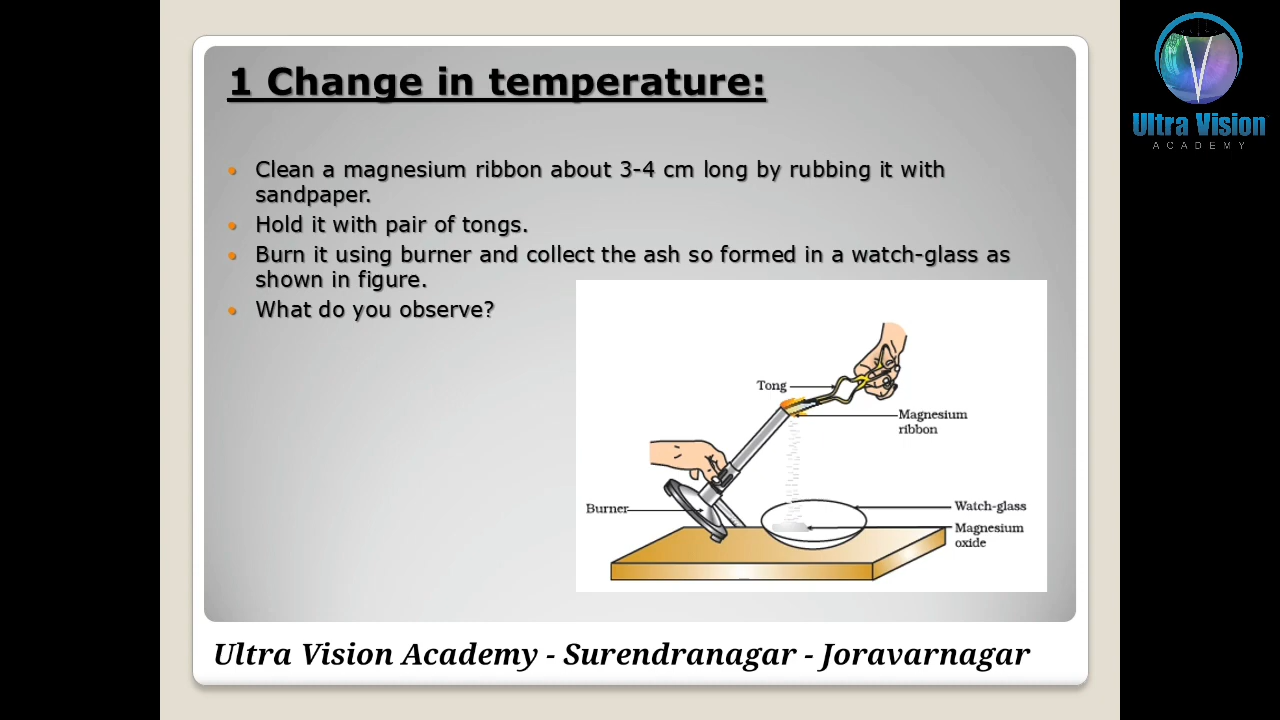 1 Change in temperature:
Ultra Vision
ACADEMY
• Clean a magnesium ribbon about 3-4 cm long by rubbing it with
sandpaper.
• Hold it with pair of tongs.
• Burn it using burner and collect the ash so formed in a watch-glass as
shown in figure.
• What do you observe?
Tong
Magnesium
ribbon
Burner
Watch-glass
Magnesium
oxide
Ultra Vision Academy - Surendranagar - Joravarnagar